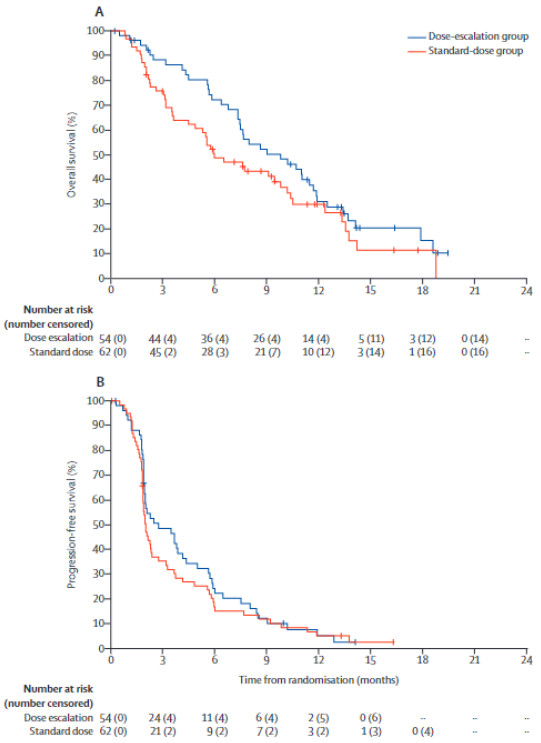 A
Dose-escalation group
Standard-dose group
Overall survival (%)
100
90
80
70
60
50
40
30
20
10
0
0 3 6 9 12 15 18 21 24
Number at risk
(number censored)
Dose escalation 54 (0) 44 (4) 36 (4) 26 (4) 14 (4) 5 (11) 3 (12) 0 (14) ..
Standard dose 62 (0) 45 (2) 28 (3) 21 (7) 10 (12) 3 (14) 1 (16) 0 (16) ..
B
Progression-free survival (%)
100
90
80
70
60
50
40
30
20
10
0
0 3 6 9 12 15 18 21 24
Time from randomisation (months)
Number at risk
(number censored)
Dose escalation 54 (0) 24 (4) 11 (4) 6 (4) 2 (5) 0 (6) .. .. ..
Standard dose 62 (0) 21 (2) 9 (2) 7 (2) 3 (2) 1 (3) 0 (4) .. ..